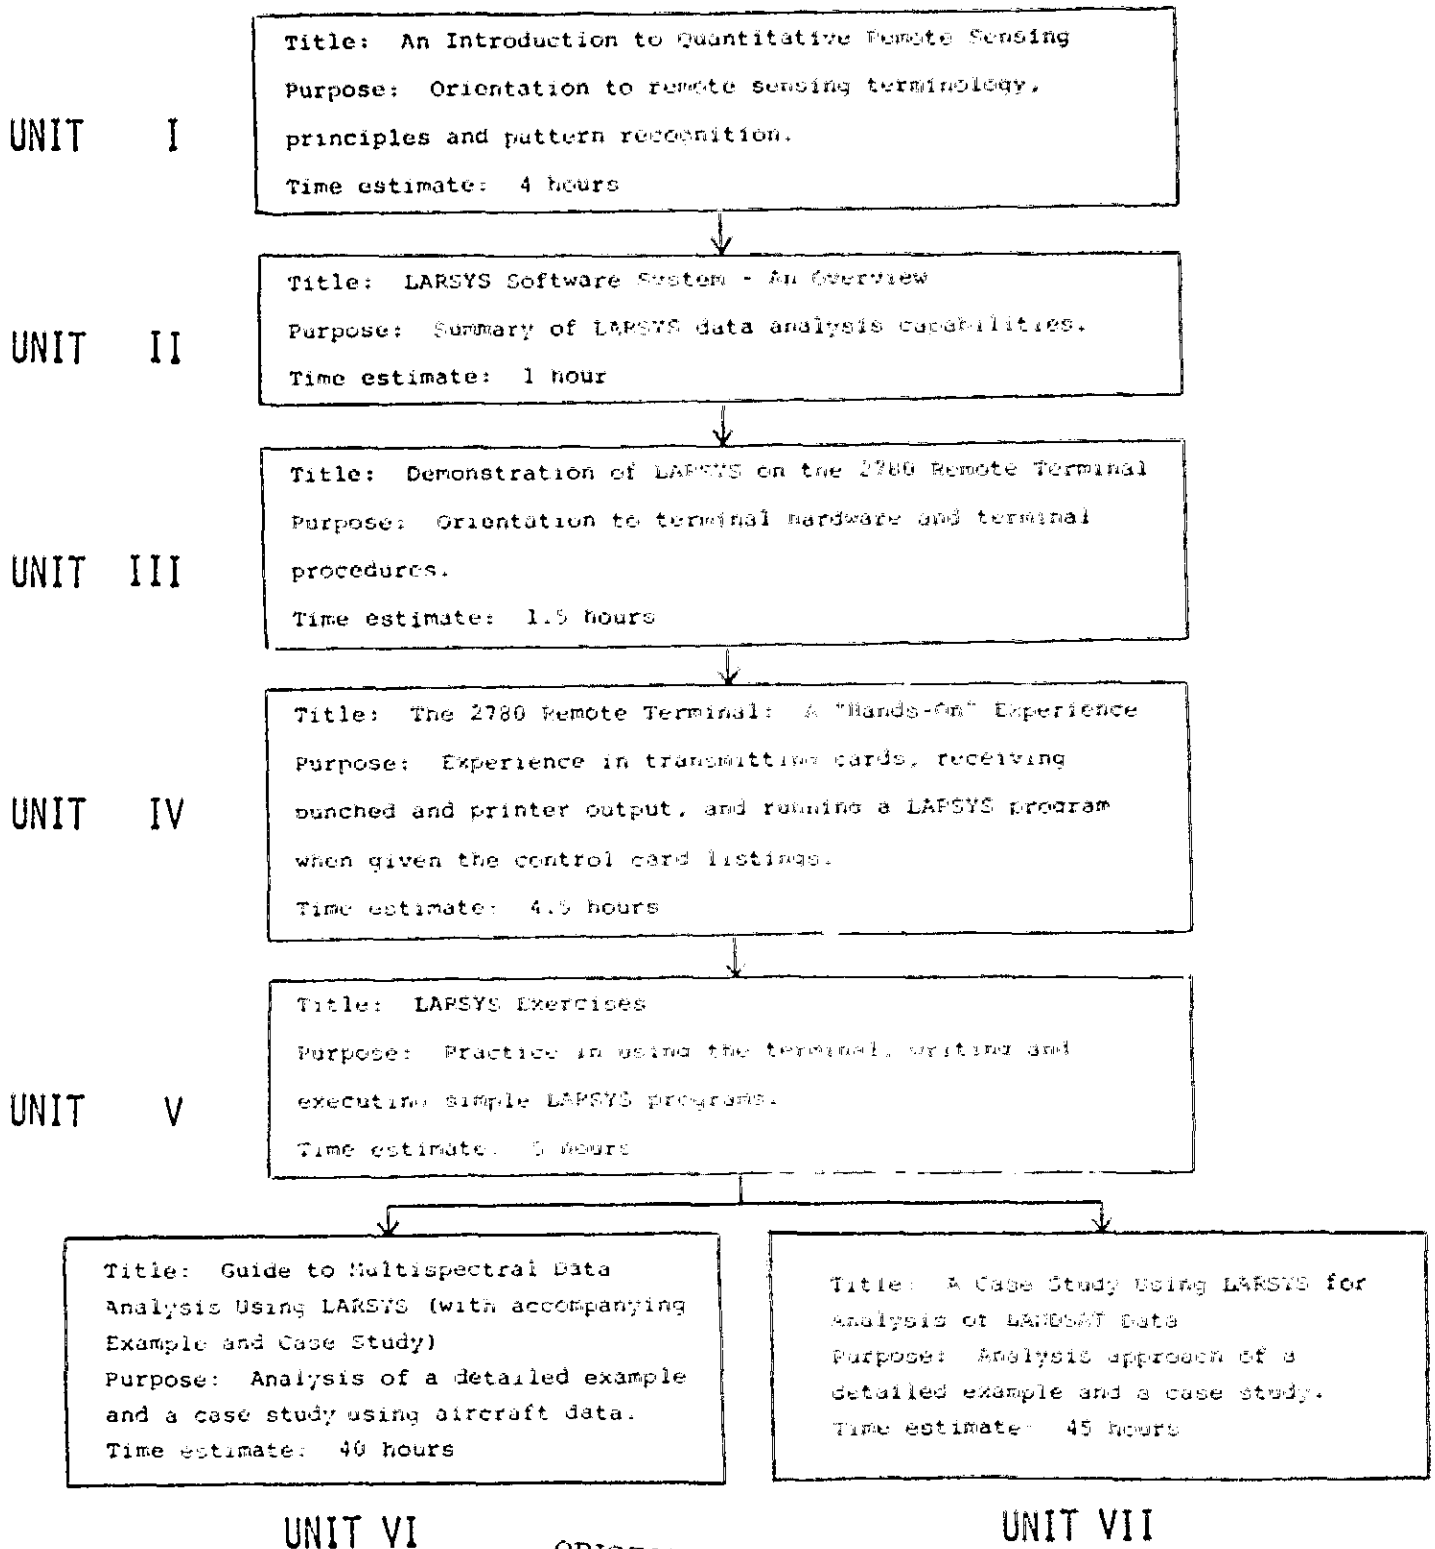 Title: An Introduction to Quantitative Remote Sensing
Purpose: Orientation to remote sensing terminology,
UNIT I
principles and pattern recognition.
Time estimate: 4 hours
Title: LARSYS Software System - An Overview
UNIT II
Purpose: Summary of LARSYS data analysis capabilities.
Time estimate: 1 hour
Title: Demonstration of LARSYS on the 2780 Remote Terminal
Purpose: Orientation to terminal hardware and terminal
UNIT III
procedures.
Time estimate: 1.5 hours
Title: The 2780 Remote Terminal: A "Hands-On" Experience
Purpose: Experience in transmitting cards, receiving
UNIT IV
punched and printer output, and running a LARSYS program
when given the control card listings.
Time estimate: 4.5 hours
Title: LARSYS Exercises
Purpose: Practice in using the terminal, writing and
UNIT V
executing simple LARSYS programs.
Time estimate: 5 hours
Title: Guide to Multispectral Data
Analysis Using LARSYS (with accompanying
Example and Case Study)
Purpose: Analysis of a detailed example
and a case study using aircraft data.
Time estimate: 40 hours
UNIT VI
Title: A Case Study Using LARSYS for
Analysis of LANDSAT Data
Purpose: Analysis approach of a
detailed example and a case study.
Time estimate: 45 hours
UNIT VII